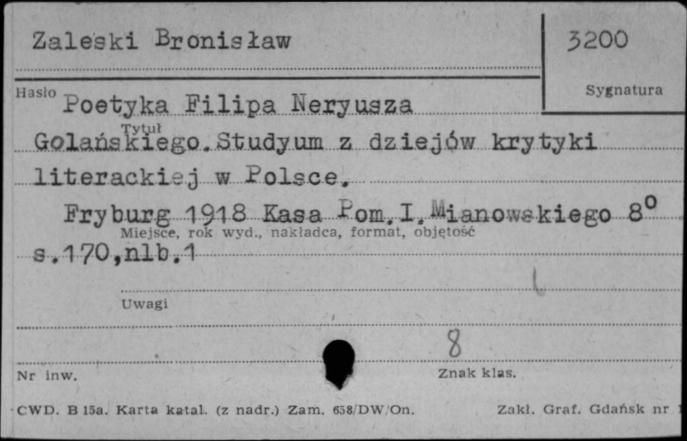 Zaleski Bronisław
3200
Sygnatura
Hasło
Poetyka Filipa Neryusza
Tytuł
Golańskiego.Studyum z dziejów krytyki
literackiej w Polsce.
Fryburg 1918 Kasa Pom.I.Mianowskiego 8°
Miejsce, rok wyd., nakładca, format, objętość
s.170,nlb.1
Uwagi
8
Nr inw.
Znak klas.
CWD. B 15a. Karta katal. (z nadr.) Zam. 658/DW/On.
Zakł. Graf. Gdańsk nr